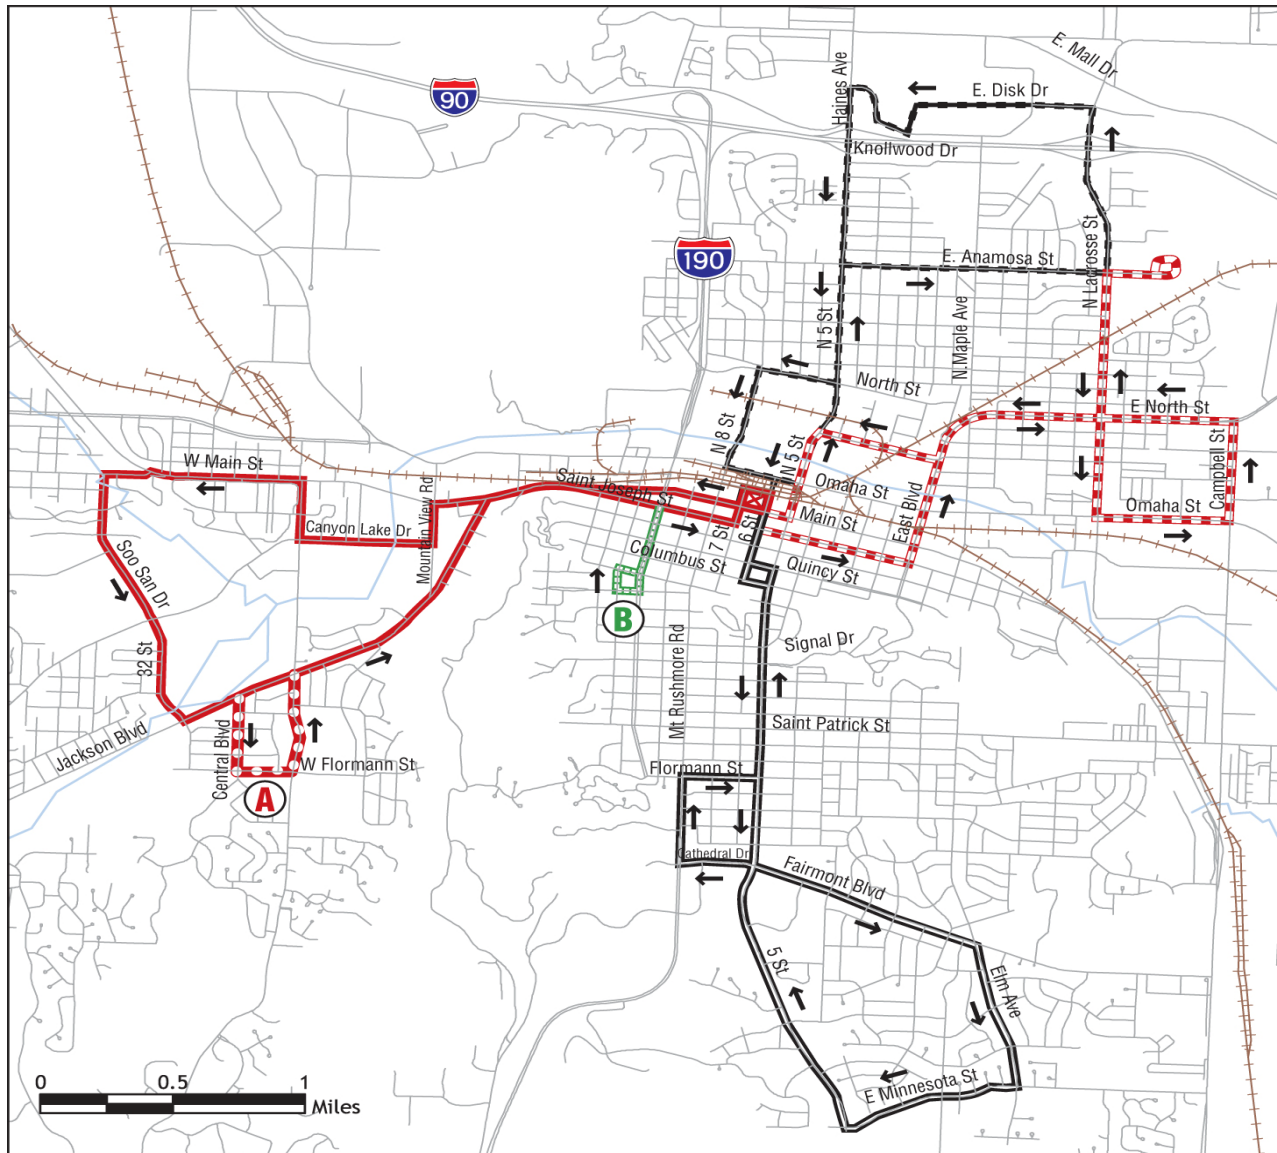 E. Mall Dr
Haines Ave
90
E. Disk Dr
Knollwood Dr
190
N Lacrosse St
E. Anamosa St
N 5 St
N. Maple Ave
North St
E North St
N 8 St
N 5 St
Campbell St
W Main St
Saint Joseph St
Omaha St
Omaha St
Mountain View Rd
Canyon Lake Dr
Main St
East Blvd
7 St
6 St
Columbus St
Quincy St
Soo San Dr
B
32 St
Signal Dr
Mt Rushmore Rd
Saint Patrick St
Jackson Blvd
Central Blvd
W Flormann St
Flormann St
A
Cathedral Dr
Fairmont Blvd
5 St
Elm Ave
E Minnesota St
0 0.5 1
Miles